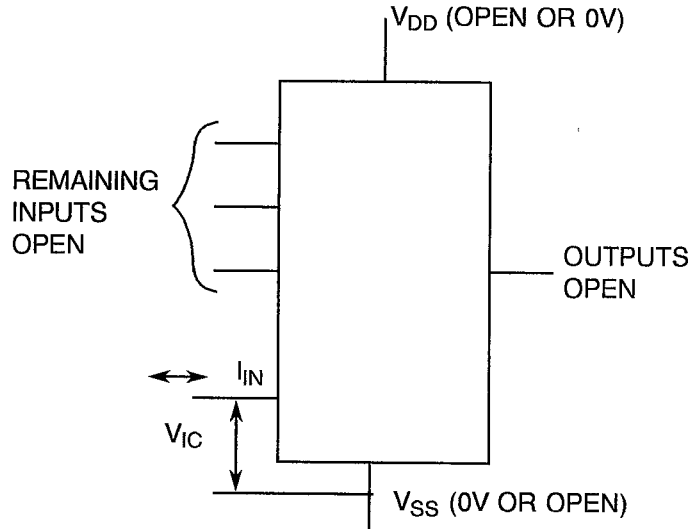 VDD (OPEN OR 0V)
REMAINING
INPUTS
OPEN
OUTPUTS
OPEN
IIN
VIC
VSS (0V OR OPEN)